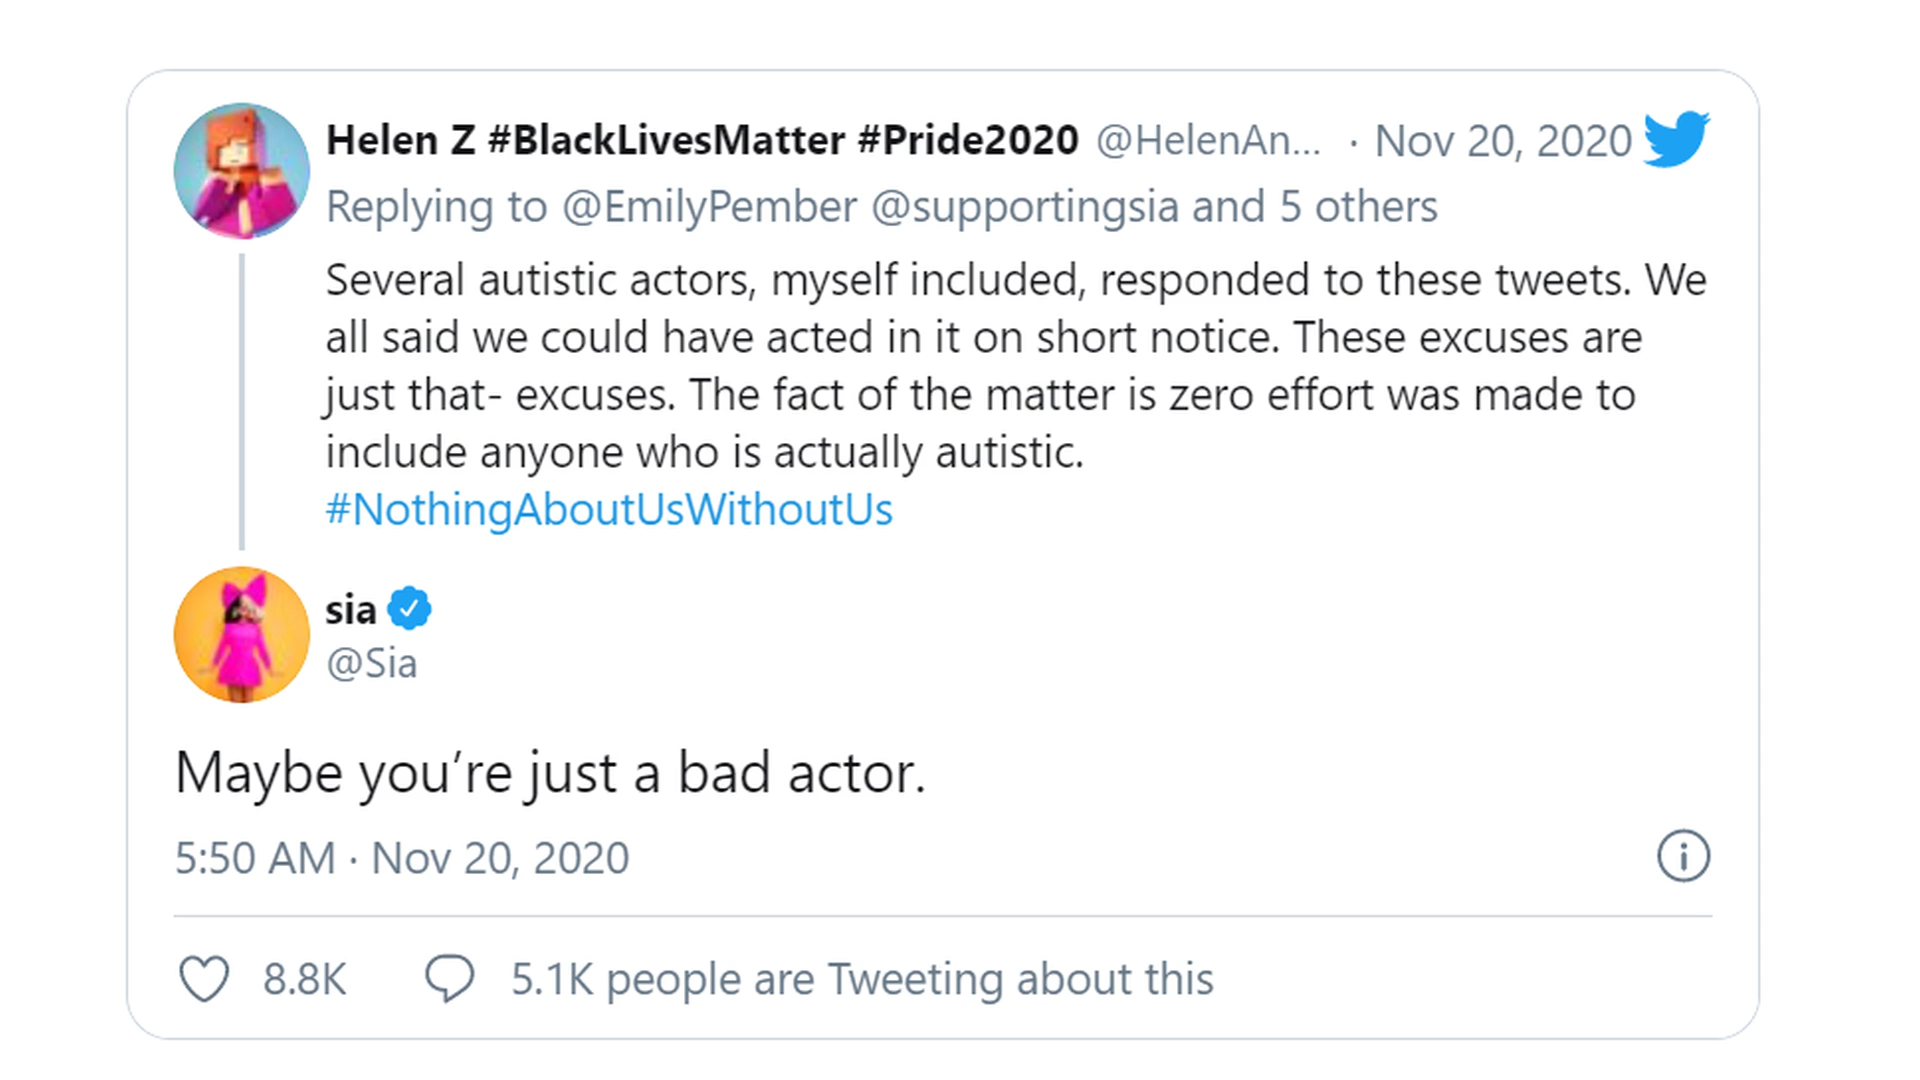 Helen Z #BlackLivesMatter #Pride2020 @HelenAn... · Nov 20, 2020
Replying to @EmilyPember @supportingsia and 5 others
Several autistic actors, myself included, responded to these tweets. We
all said we could have acted in it on short notice. These excuses are
just that- excuses. The fact of the matter is zero effort was made to
include anyone who is actually autistic.
#NothingAboutUsWithoutUs
sia
@Sia
Maybe you’re just a bad actor.
5:50 AM · Nov 20, 2020
8.8K 5.1K people are Tweeting about this